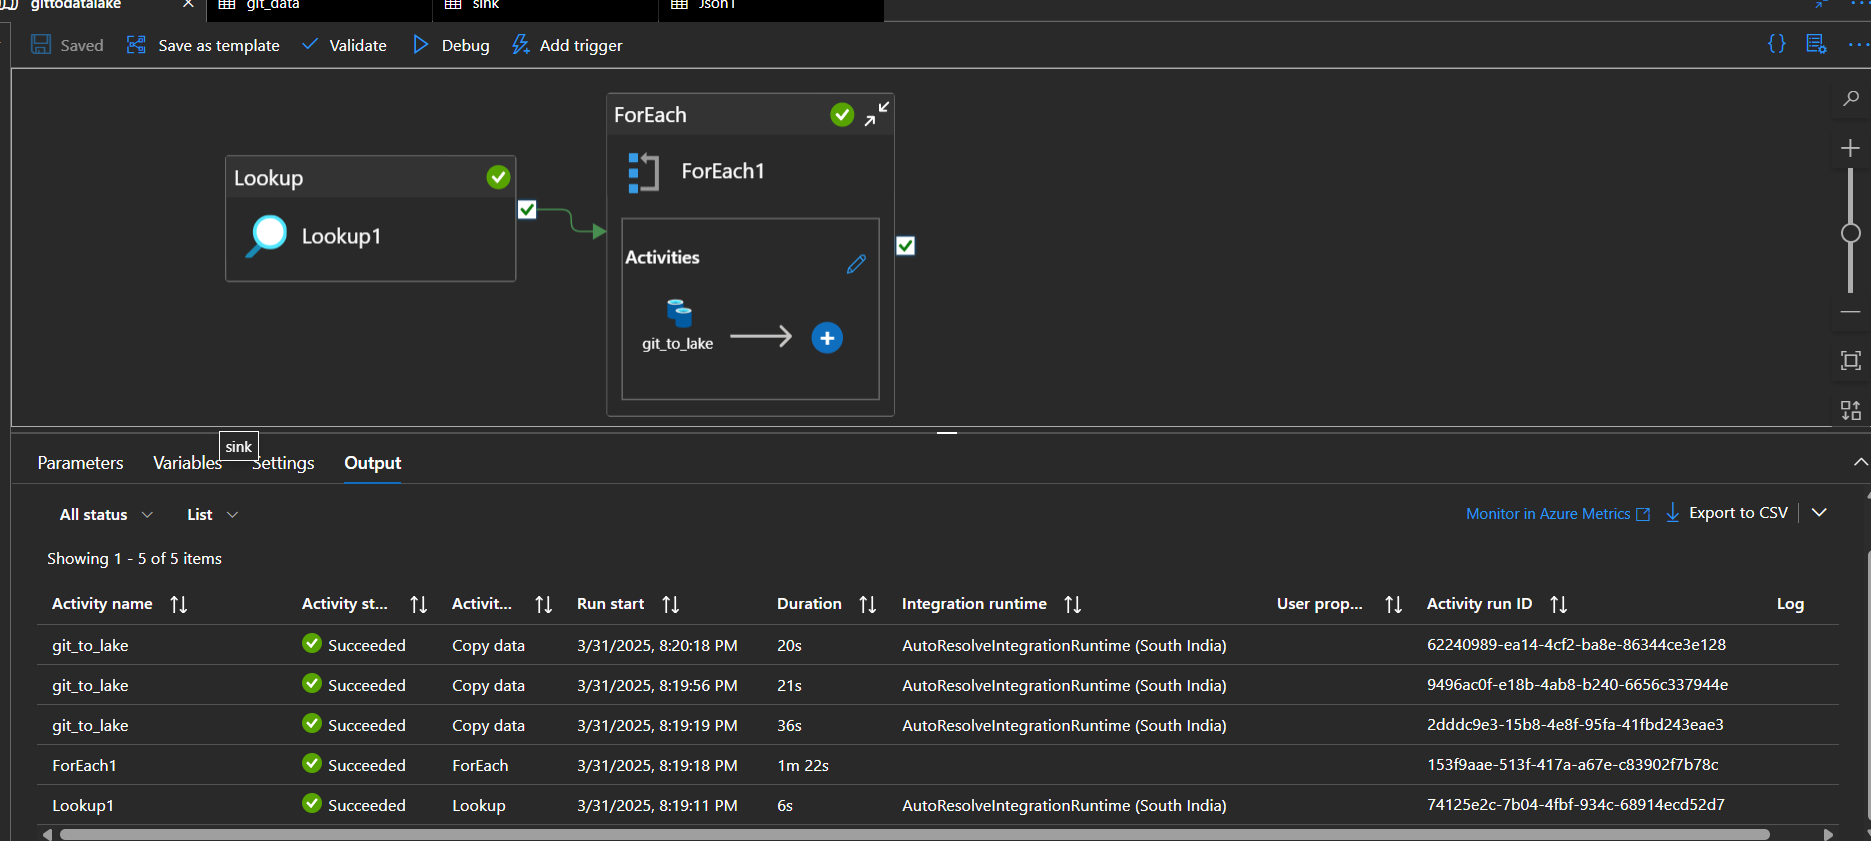 gittodatalake git_data sink Json1
Saved Save as template Validate Debug Add trigger
Lookup
Lookup1
ForEach
ForEach1
Activities
git_to_lake
Parameters Variables Settings Output
sink
All status List
Monitor in Azure Metrics Export to CSV
Showing 1 - 5 of 5 items
Activity name Activity st... Activit... Run start Duration Integration runtime User prop... Activity run ID Log
git_to_lake Succeeded Copy data 3/31/2025, 8:20:18 PM 20s AutoResolveIntegrationRuntime (South India) 62240989-ea14-4cf2-ba8e-86344ce3e128
git_to_lake Succeeded Copy data 3/31/2025, 8:19:56 PM 21s AutoResolveIntegrationRuntime (South India) 9496ac0f-e18b-4ab8-b240-6656c337944e
git_to_lake Succeeded Copy data 3/31/2025, 8:19:19 PM 36s AutoResolveIntegrationRuntime (South India) 2dddc9e3-15b8-4e8f-95fa-41fbd243eae3
ForEach1 Succeeded ForEach 3/31/2025, 8:19:18 PM 1m 22s 153f9aae-513f-417a-a67e-c83902f7b78c
Lookup1 Succeeded Lookup 3/31/2025, 8:19:11 PM 6s AutoResolveIntegrationRuntime (South India) 74125e2c-7b04-4fbf-934c-68914ecd52d7